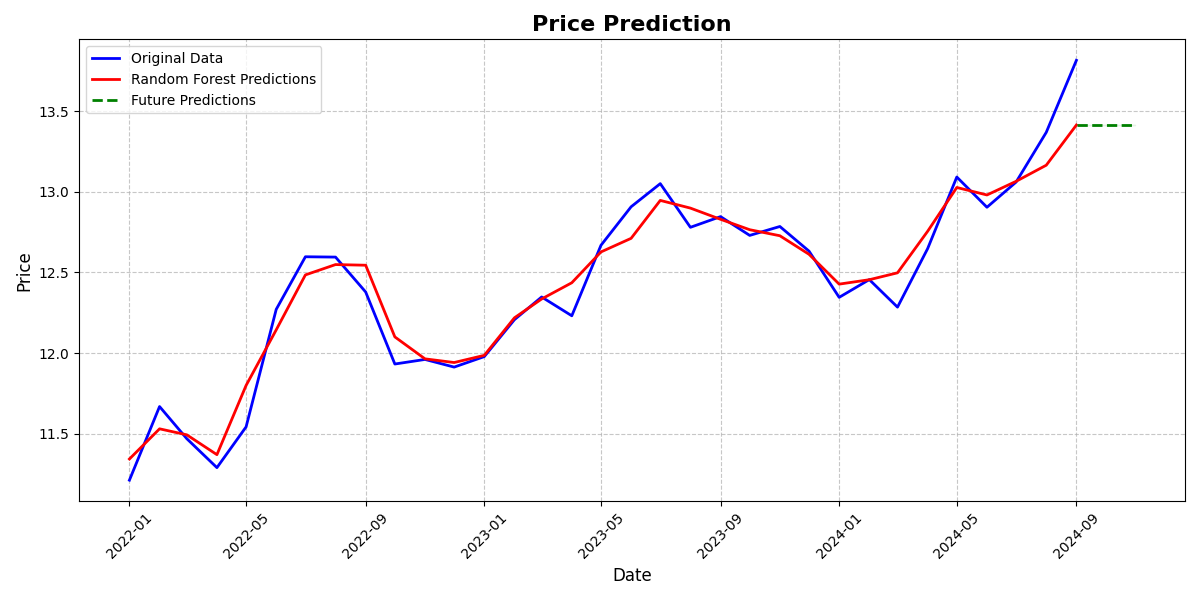 Price Prediction
Original Data
Random Forest Predictions
Future Predictions
Price
13.5
13.0
12.5
12.0
11.5
2022-01
2022-05
2022-09
2023-01
2023-05
2023-09
2024-01
2024-05
2024-09
Date